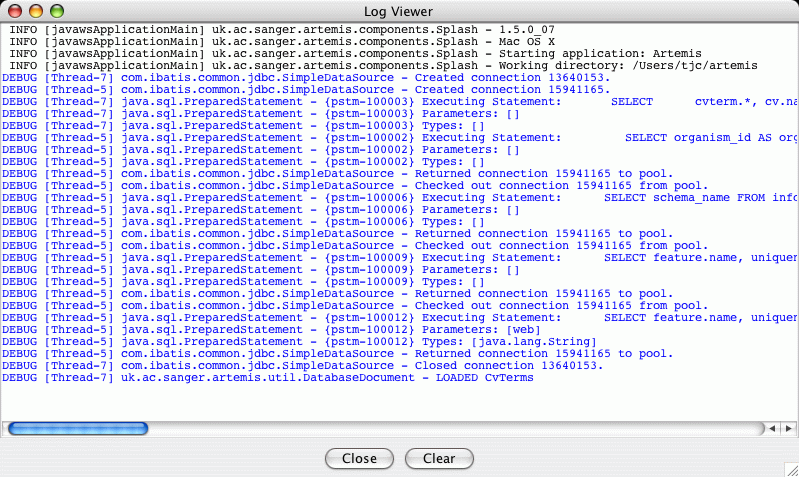 Log Viewer
INFO [javawsApplicationMain] uk.ac.sanger.artemis.components.Splash - 1.5.0_07
INFO [javawsApplicationMain] uk.ac.sanger.artemis.components.Splash - Mac OS X
INFO [javawsApplicationMain] uk.ac.sanger.artemis.components.Splash - Starting application: Artemis
INFO [javawsApplicationMain] uk.ac.sanger.artemis.components.Splash - Working directory: /Users/tjc/artemis
DEBUG [Thread-7] com.ibatis.common.jdbc.SimpleDataSource - Created connection 13640153.
DEBUG [Thread-5] com.ibatis.common.jdbc.SimpleDataSource - Created connection 15941165.
DEBUG [Thread-7] java.sql.PreparedStatement - {pstm-100003} Executing Statement: SELECT cvterm.*, cv.na
DEBUG [Thread-7] java.sql.PreparedStatement - {pstm-100003} Parameters: []
DEBUG [Thread-7] java.sql.PreparedStatement - {pstm-100003} Types: []
DEBUG [Thread-5] java.sql.PreparedStatement - {pstm-100002} Executing Statement: SELECT organism_id AS org
DEBUG [Thread-5] java.sql.PreparedStatement - {pstm-100002} Parameters: []
DEBUG [Thread-5] java.sql.PreparedStatement - {pstm-100002} Types: []
DEBUG [Thread-5] com.ibatis.common.jdbc.SimpleDataSource - Returned connection 15941165 to pool.
DEBUG [Thread-5] com.ibatis.common.jdbc.SimpleDataSource - Checked out connection 15941165 from pool.
DEBUG [Thread-5] java.sql.PreparedStatement - {pstm-100006} Executing Statement: SELECT schema_name FROM info
DEBUG [Thread-5] java.sql.PreparedStatement - {pstm-100006} Parameters: []
DEBUG [Thread-5] java.sql.PreparedStatement - {pstm-100006} Types: []
DEBUG [Thread-5] com.ibatis.common.jdbc.SimpleDataSource - Returned connection 15941165 to pool.
DEBUG [Thread-5] com.ibatis.common.jdbc.SimpleDataSource - Checked out connection 15941165 from pool.
DEBUG [Thread-5] java.sql.PreparedStatement - {pstm-100009} Executing Statement: SELECT feature.name, uniquen
DEBUG [Thread-5] java.sql.PreparedStatement - {pstm-100009} Parameters: []
DEBUG [Thread-5] java.sql.PreparedStatement - {pstm-100009} Types: []
DEBUG [Thread-5] com.ibatis.common.jdbc.SimpleDataSource - Returned connection 15941165 to pool.
DEBUG [Thread-5] com.ibatis.common.jdbc.SimpleDataSource - Checked out connection 15941165 from pool.
DEBUG [Thread-5] java.sql.PreparedStatement - {pstm-100012} Executing Statement: SELECT feature.name, uniquen
DEBUG [Thread-5] java.sql.PreparedStatement - {pstm-100012} Parameters: [web]
DEBUG [Thread-5] java.sql.PreparedStatement - {pstm-100012} Types: [java.lang.String]
DEBUG [Thread-5] com.ibatis.common.jdbc.SimpleDataSource - Returned connection 15941165 to pool.
DEBUG [Thread-7] com.ibatis.common.jdbc.SimpleDataSource - Closed connection 13640153.
DEBUG [Thread-7] uk.ac.sanger.artemis.util.DatabaseDocument - LOADED CvTerms
Close Clear